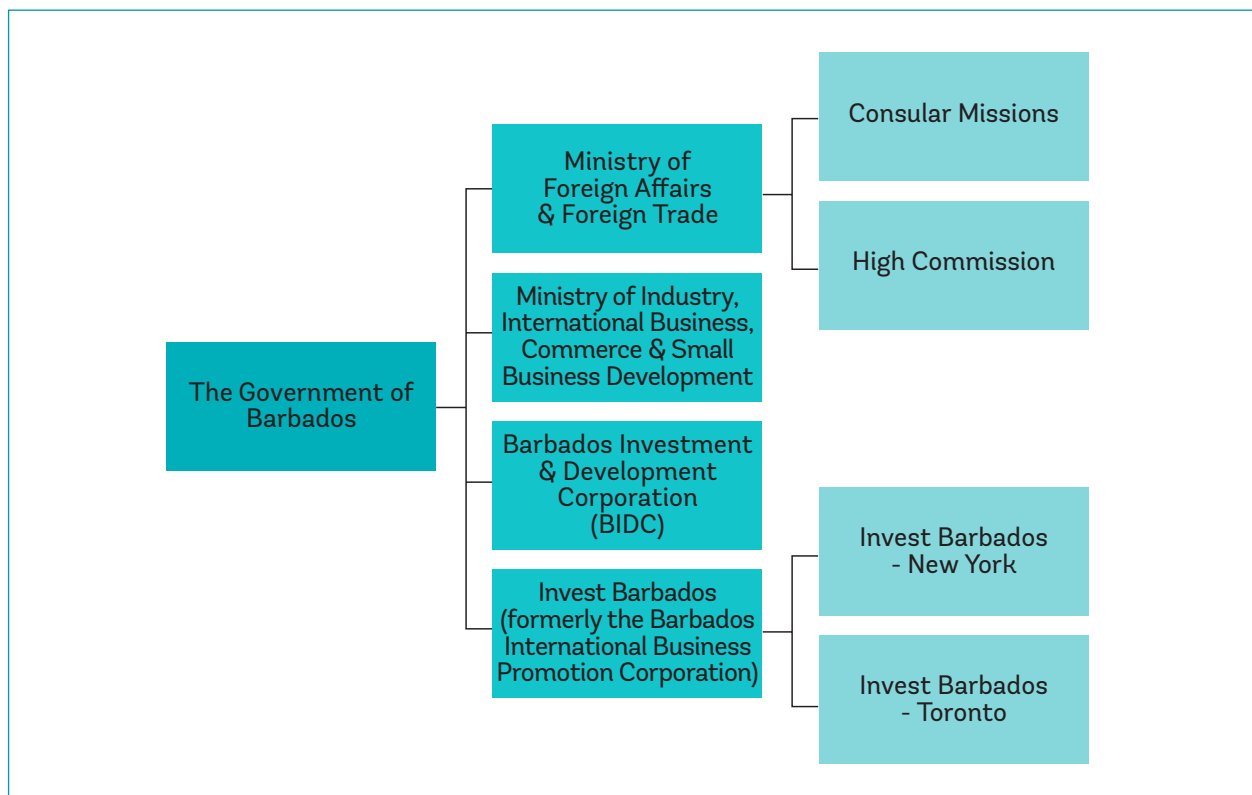 The Government of
Barbados
Ministry of
Foreign Affairs
& Foreign Trade
Consular Missions
High Commission
Ministry of Industry,
International Business,
Commerce & Small
Business Development
Barbados Investment
& Development
Corporation
(BIDC)
Invest Barbados
(formerly the Barbados
International Business
Promotion Corporation)
Invest Barbados
- New York
Invest Barbados
- Toronto